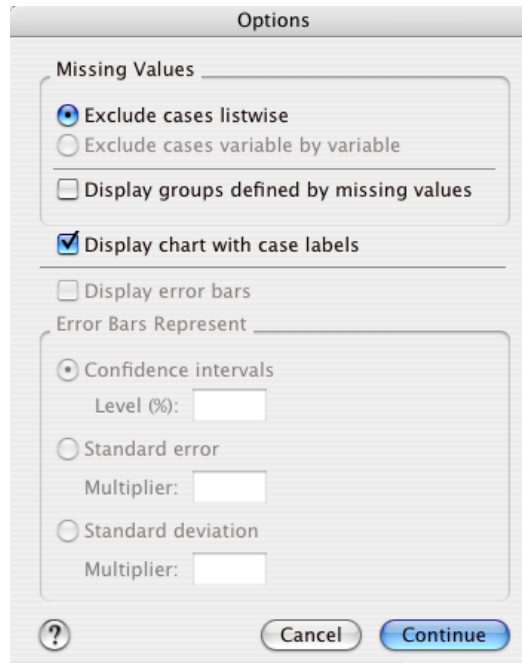 Options
Missing Values
Exclude cases listwise
Exclude cases variable by variable
Display groups defined by missing values
Display chart with case labels
Display error bars
Error Bars Represent
Confidence intervals
Level (%):
Standard error
Multiplier:
Standard deviation
Multiplier:
? Cancel Continue